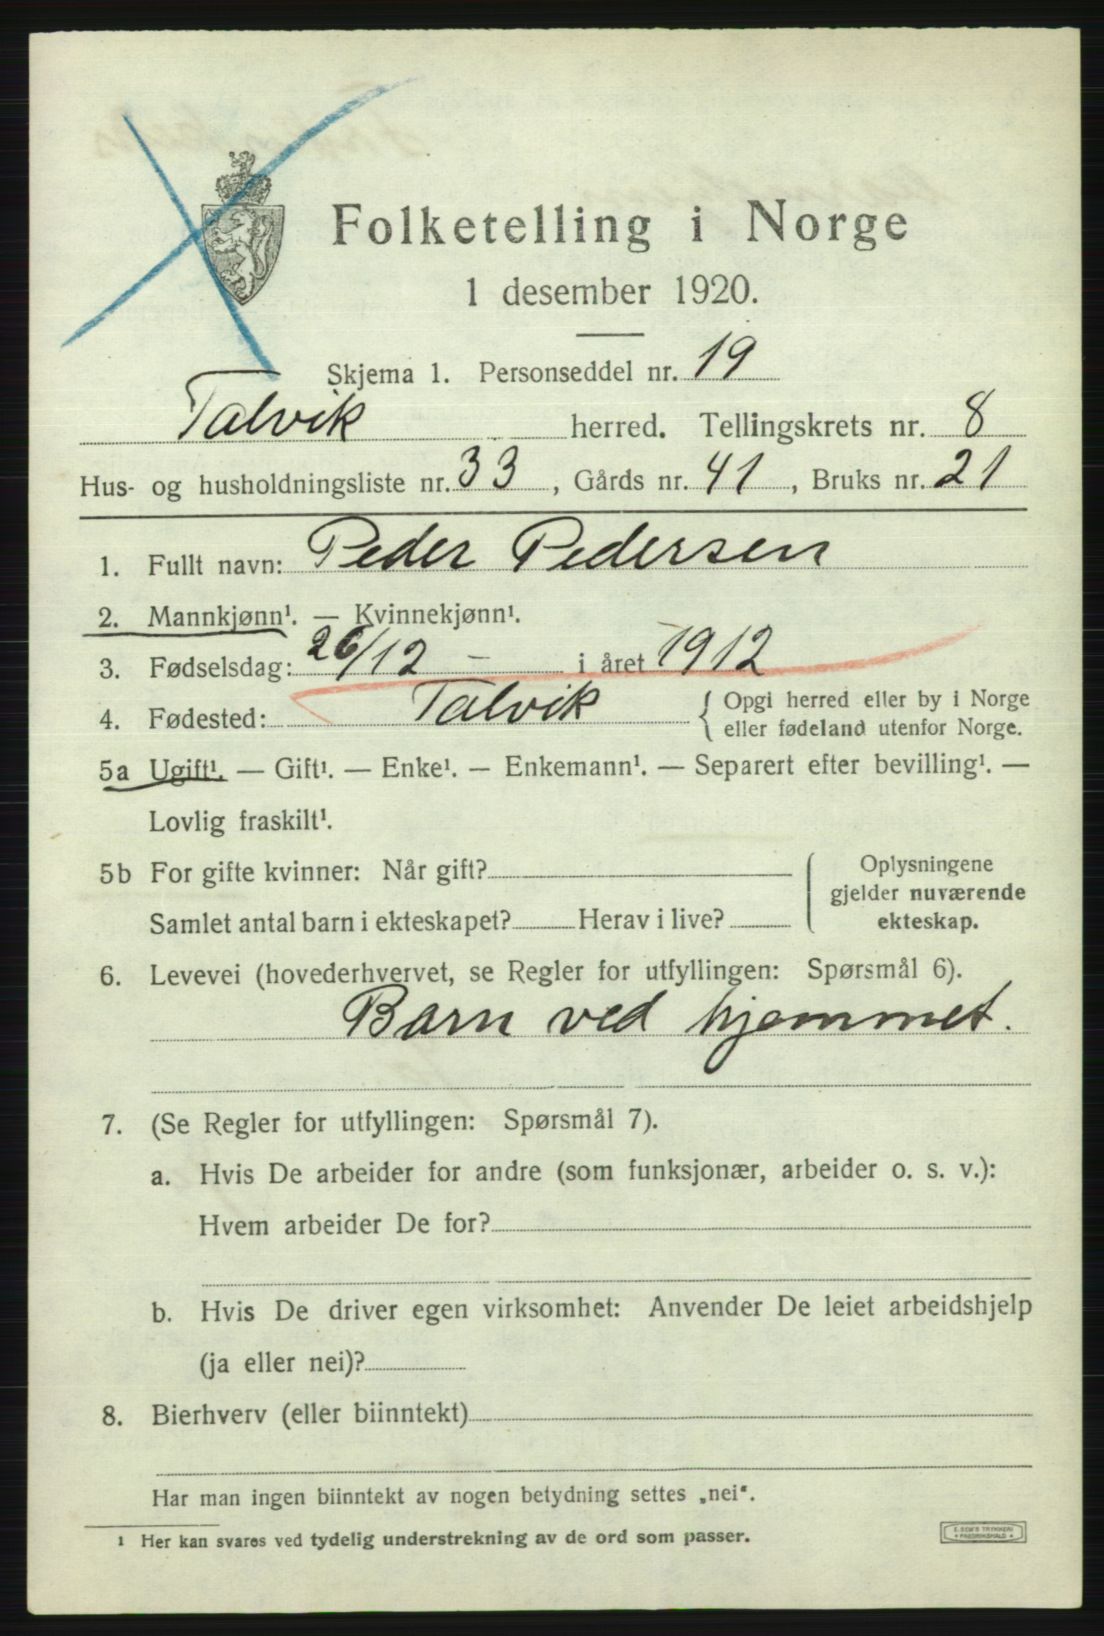 Folketelling i Norge
1 desember 1920.
Skjema 1. Personseddel nr. 19
Talvik herred. Tellingskrets nr. 8
Hus- og husholdningsliste nr. 33, Gårds nr. 41, Bruks nr. 21
1. Fullt navn: Peder Pedersen
2. Mannkjønn¹. — Kvinnekjønn¹.
3. Fødselsdag: 26/12 - i året 1912
4. Fødested: Talvik { Opgi herred eller by i Norge
eller fødeland utenfor Norge.
5a Ugift¹. — Gift¹. — Enke¹. — Enkemann¹. — Separert efter bevilling¹. —
Lovlig fraskilt¹.
5b For gifte kvinner: Når gift?
Samlet antal barn i ekteskapet? Herav i live?
Oplysningene
gjelder nuværende
ekteskap.
6. Levevei (hovederhvervet, se Regler for utfyllingen: Spørsmål 6).
Barn ved hjemmet.
7. (Se Regler for utfyllingen: Spørsmål 7).
a. Hvis De arbeider for andre (som funksjonær, arbeider o. s. v.):
Hvem arbeider De for?
b. Hvis De driver egen virksomhet: Anvender De leiet arbeidshjelp
(ja eller nei)?
8. Bierhverv (eller biinntekt)
Har man ingen biinntekt av nogen betydning settes „nei".
¹ Her kan svares ved tydelig understrekning av de ord som passer.
E. SEM'S TRYKKERI
• FREDRIKSHALD •